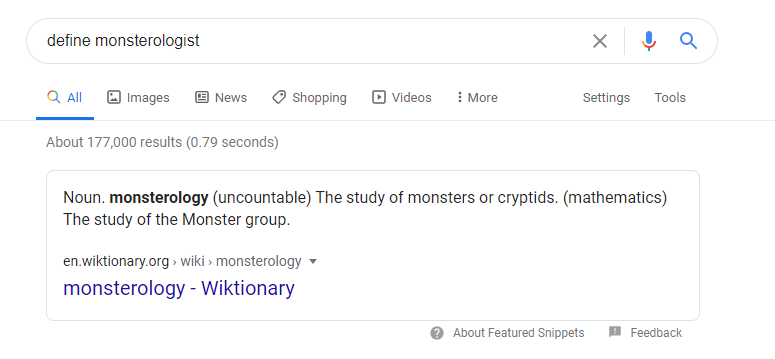 define monsterologist
All Images News Shopping Videos More Settings Tools
About 177,000 results (0.79 seconds)
Noun. monsterology (uncountable) The study of monsters or cryptids. (mathematics)
The study of the Monster group.
en.wiktionary.org › wiki › monsterology
monsterology - Wiktionary
About Featured Snippets Feedback